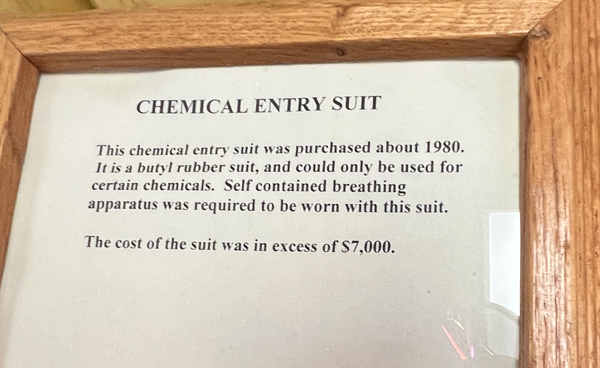 CHEMICAL ENTRY SUIT
This chemical entry suit was purchased about 1980.
It is a butyl rubber suit, and could only be used for
certain chemicals. Self contained breathing
apparatus was required to be worn with this suit.
The cost of the suit was in excess of $7,000.